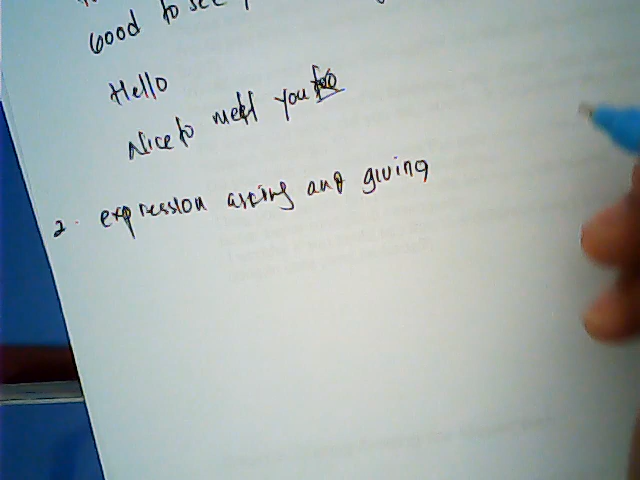 Good to see
Hello
Nice to meet you
2. expression asking and giving